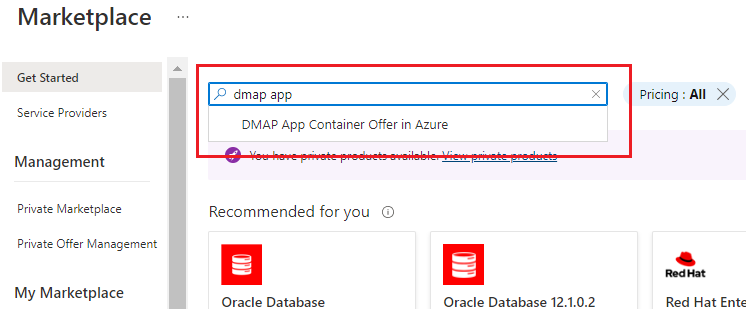 Marketplace ...
Get Started
Service Providers
Management
Private Marketplace
Private Offer Management
My Marketplace
dmap app
Pricing : All
DMAP App Container Offer in Azure
You have private products available. View private products
Recommended for you
Oracle Database
Oracle Database 12.1.0.2
Red Hat
Red Hat Ente